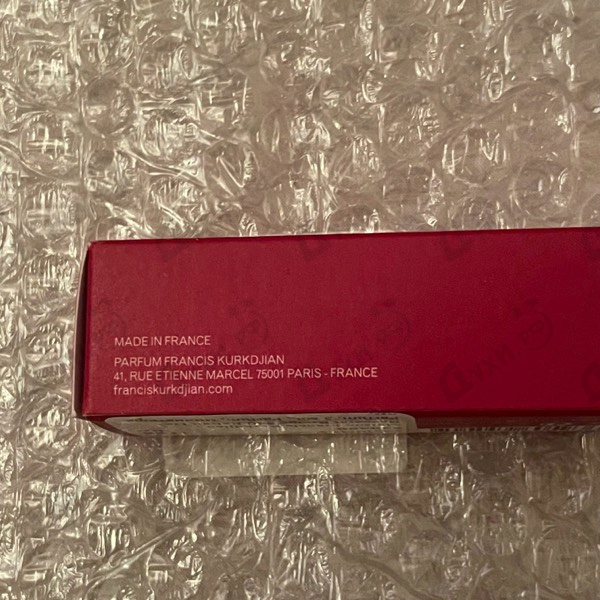 MADE IN FRANCE
PARFUM FRANCIS KURKDJIAN
41, RUE ETIENNE MARCEL 75001 PARIS - FRANCE
franciskurkdjian.com